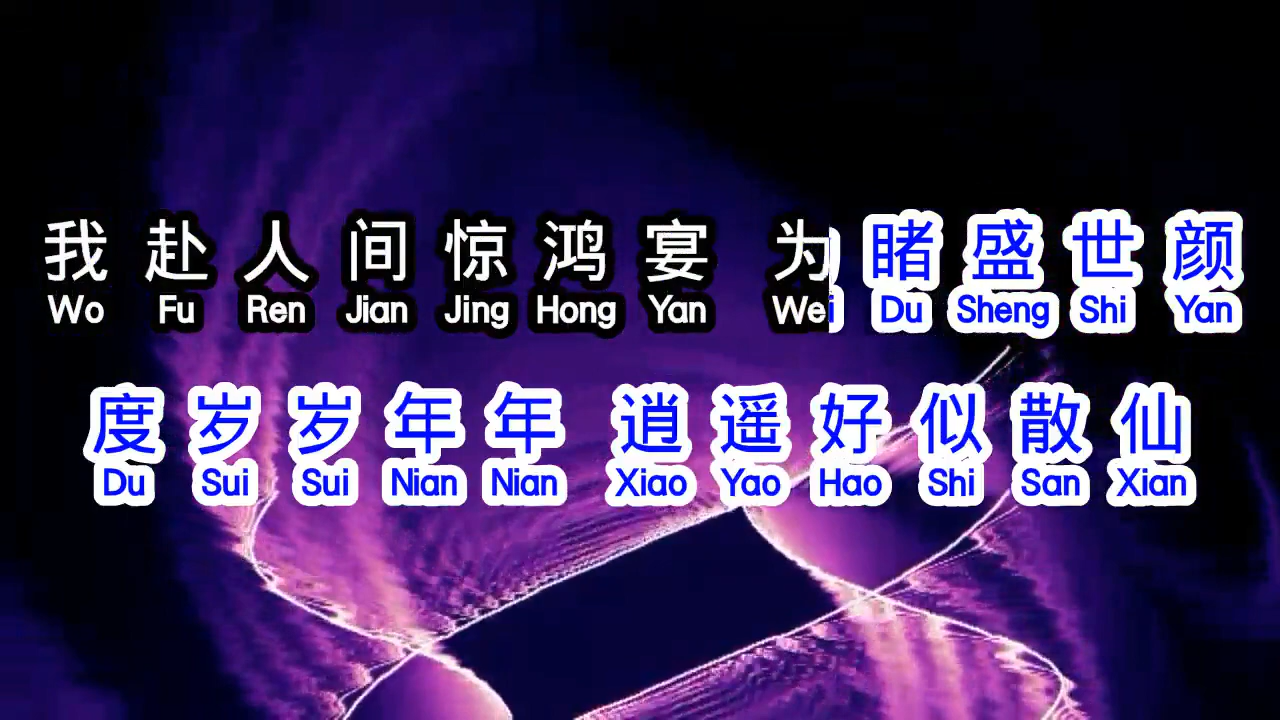 我赴人间惊鸿宴 为睹盛世颜
Wo Fu Ren Jian Jing Hong Yan Wei Du Sheng Shi Yan
度岁岁年年 逍遥好似散仙
Du Sui Sui Nian Nian Xiao Yao Hao Shi San Xian